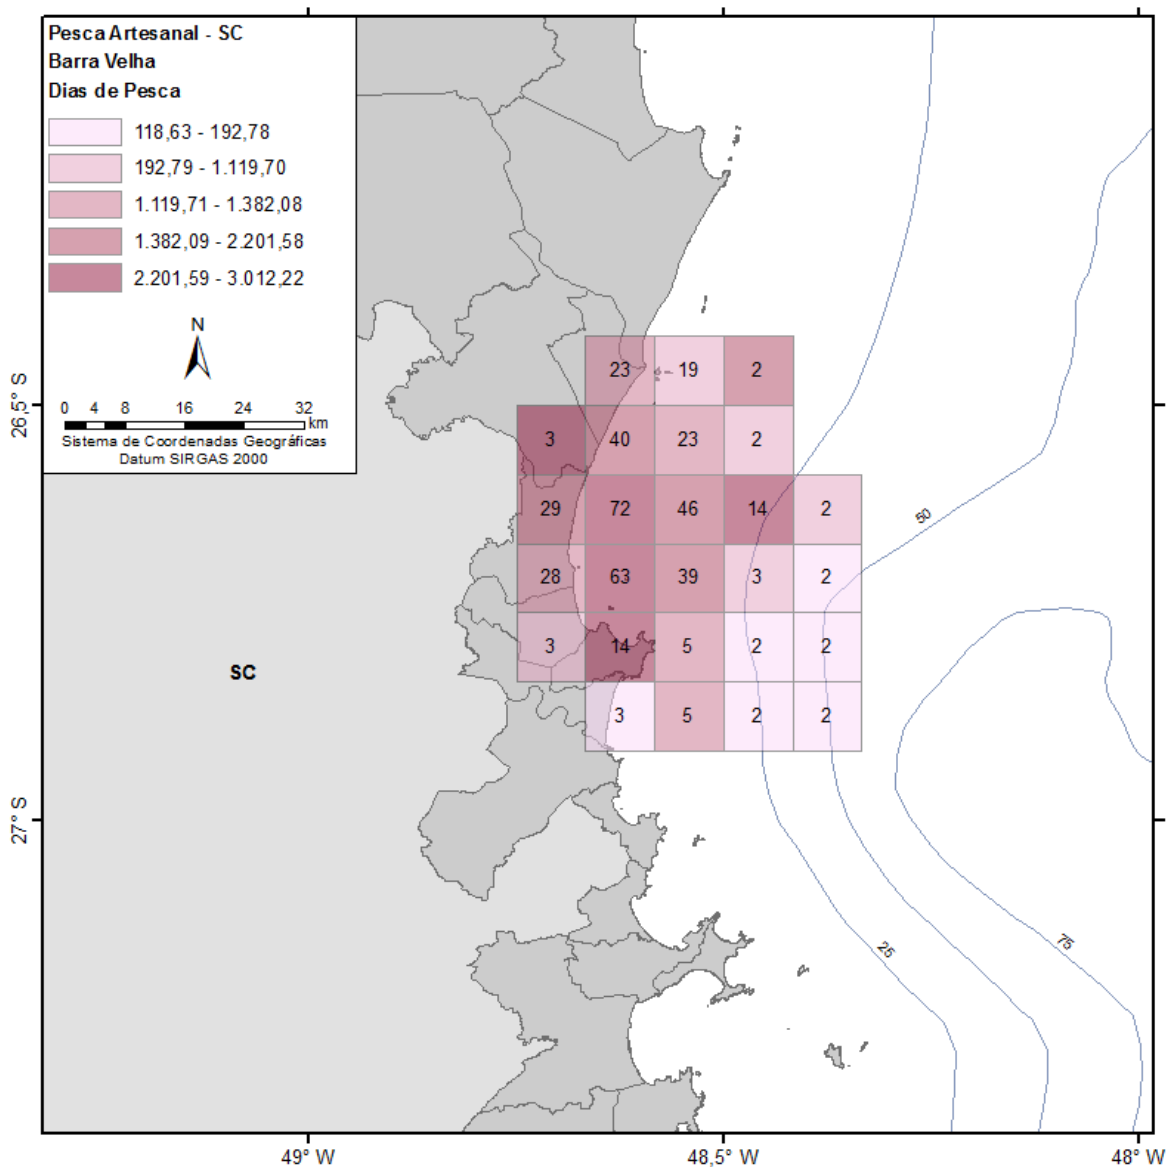 Pesca Artesanal - SC
Barra Velha
Dias de Pesca
118,63 - 192,78
192,79 - 1.119,70
1.119,71 - 1.382,08
1.382,09 - 2.201,58
2.201,59 - 3.012,22
N
0 4 8 16 24 32
km
Sistema de Coordenadas Geográficas
Datum SIRGAS 2000
26,5° S
23 19 2
3 40 23 2
29 72 46 14 2
50
28 63 39 3 2
3 14 5 2 2
SC
3 5 2 2
27° S
25
75
49° W 48,5° W 48° W